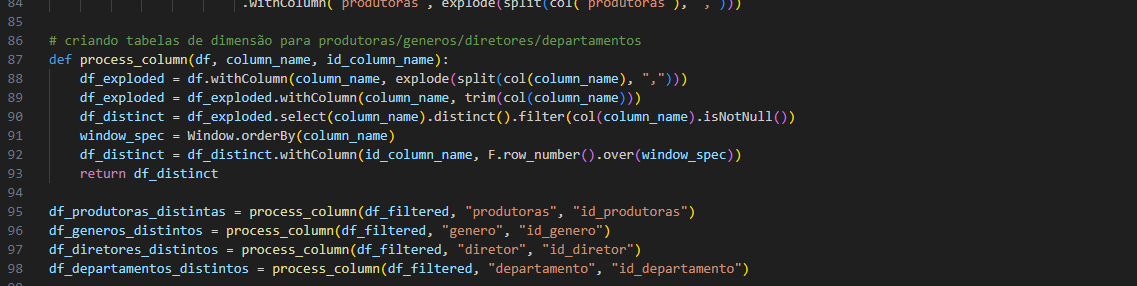 84 .withColumn("produtoras", explode(split(col("produtoras"), ",")))
85
86 # criando tabelas de dimensão para produtoras/generos/diretores/departamentos
87 def process_column(df, column_name, id_column_name):
88 df_exploded = df.withColumn(column_name, explode(split(col(column_name), ",")))
89 df_exploded = df_exploded.withColumn(column_name, trim(col(column_name)))
90 df_distinct = df_exploded.select(column_name).distinct().filter(col(column_name).isNotNull())
91 window_spec = Window.orderBy(column_name)
92 df_distinct = df_distinct.withColumn(id_column_name, F.row_number().over(window_spec))
93 return df_distinct
94
95 df_produtoras_distintas = process_column(df_filtered, "produtoras", "id_produtoras")
96 df_generos_distintos = process_column(df_filtered, "genero", "id_genero")
97 df_diretores_distintos = process_column(df_filtered, "diretor", "id_diretor")
98 df_departamentos_distintos = process_column(df_filtered, "departamento", "id_departamento")